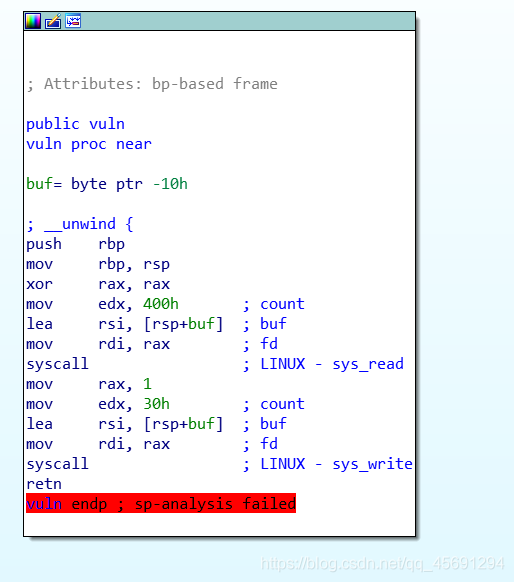 ; Attributes: bp-based frame
public vuln
vuln proc near
buf= byte ptr -10h
; __unwind {
push    rbp
mov     rbp, rsp
xor     rax, rax
mov     edx, 400h       ; count
lea     rsi, [rsp+buf]  ; buf
mov     rdi, rax        ; fd
syscall                 ; LINUX - sys_read
mov     rax, 1
mov     edx, 30h        ; count
lea     rsi, [rsp+buf]  ; buf
mov     rdi, rax        ; fd
syscall                 ; LINUX - sys_write
retn
vuln endp ; sp-analysis failed
https://blog.csdn.net/qq_45691294